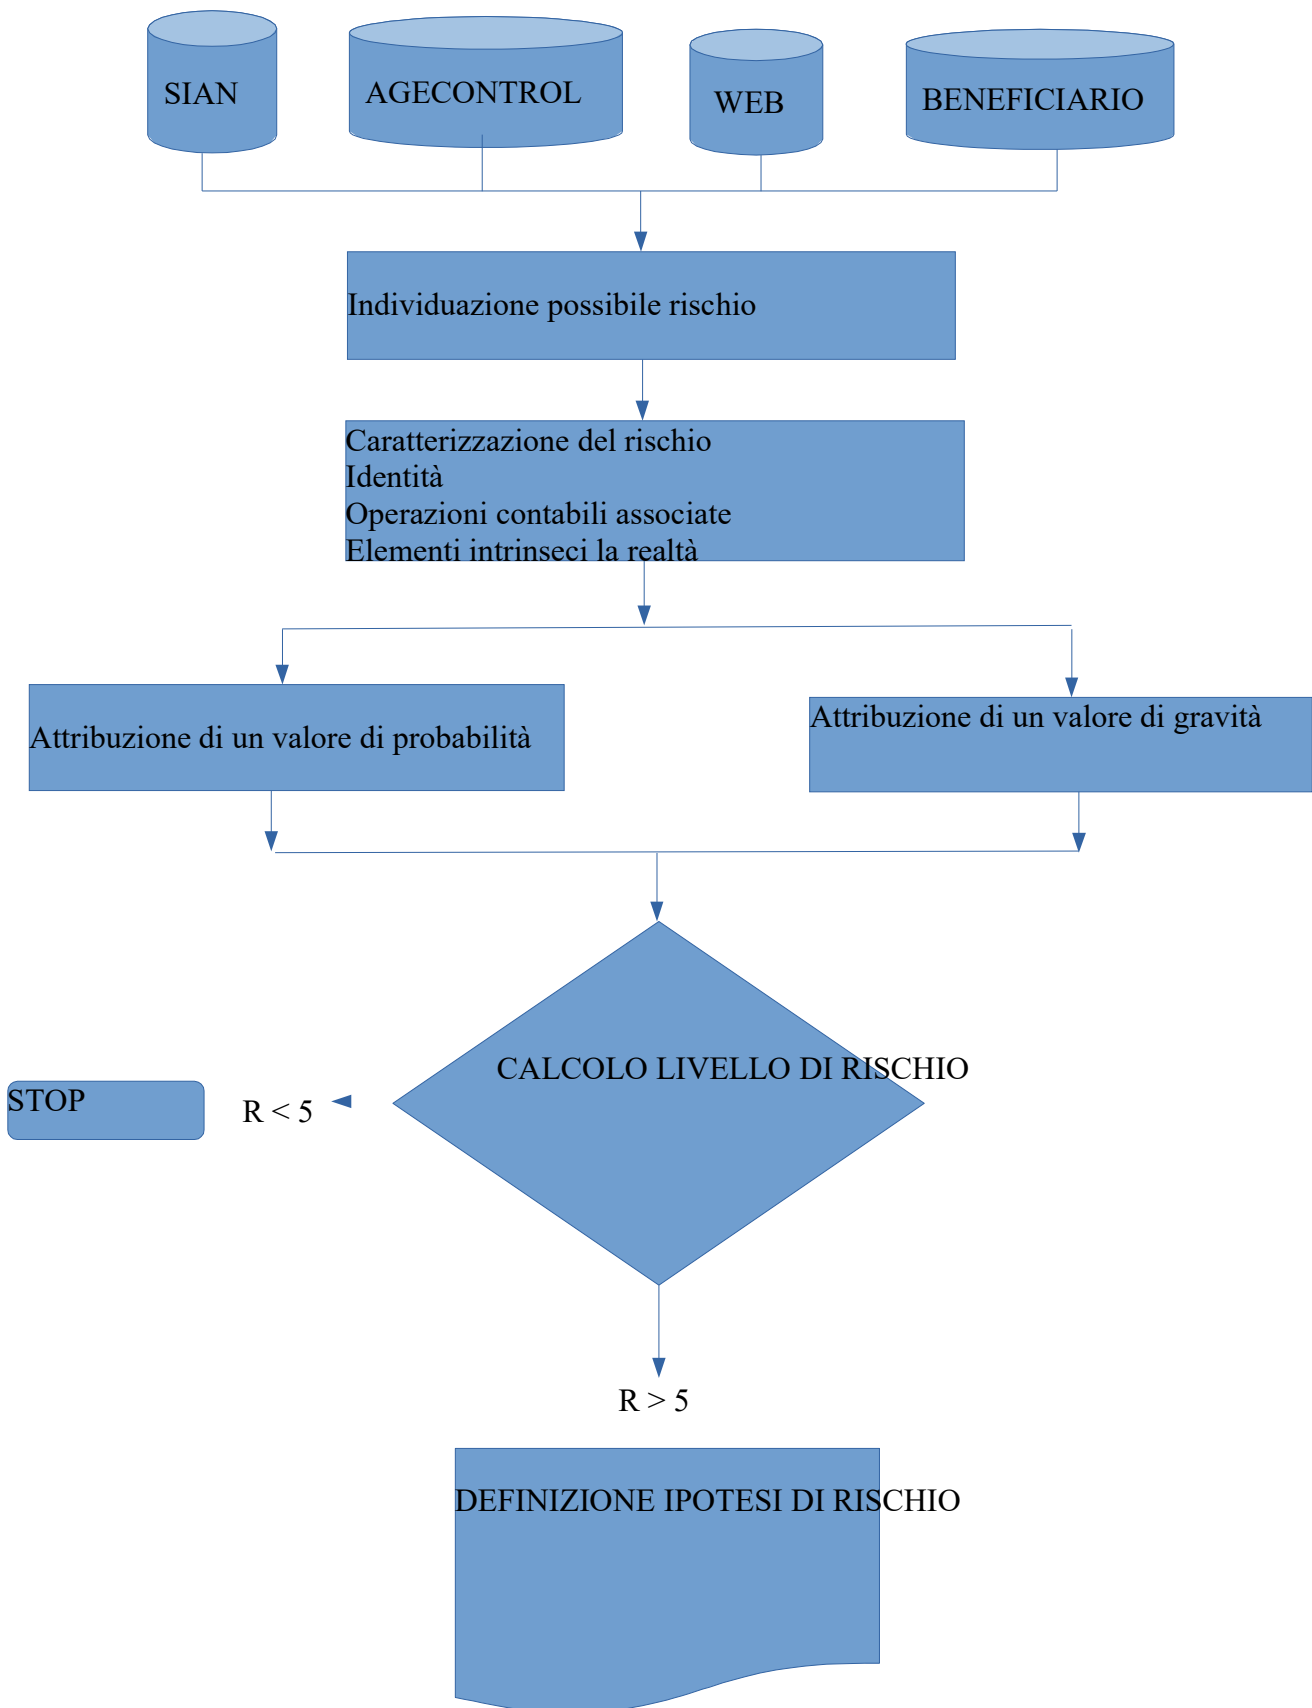 SIAN
AGECONTROL
WEB
BENEFICIARIO
Individuazione possibile rischio
Caratterizzazione del rischio
Identità
Operazioni contabili associate
Elementi intrinseci la realtà
Attribuzione di un valore di probabilità
Attribuzione di un valore di gravità
CALCOLO LIVELLO DI RISCHIO
STOP
R < 5
R > 5
DEFINIZIONE IPOTESI DI RISCHIO